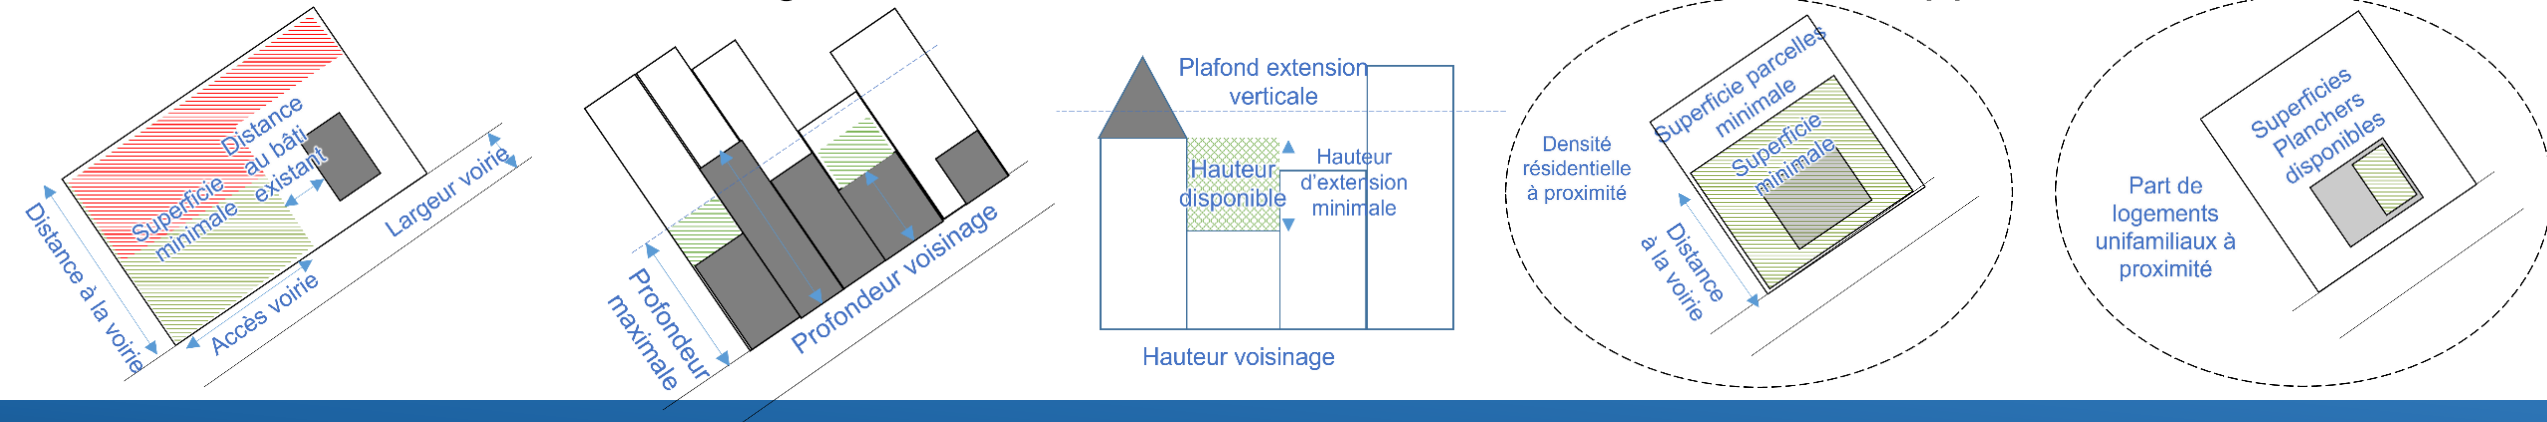 Distance
au bâti
existant
Superficie
minimale
Distance à la voirie
Accès voirie
Largeur voirie
Profondeur
maximale
Profondeur voisinage
Plafond extension
verticale
Hauteur
disponible
Hauteur
d'extension
minimale
Hauteur voisinage
Densité
résidentielle
à proximité
Superficie parcelles
minimale
Superficie
minimale
Distance
à la voirie
Part de
logements
unifamiliaux à
proximité
Superficies
Planchers
disponibles